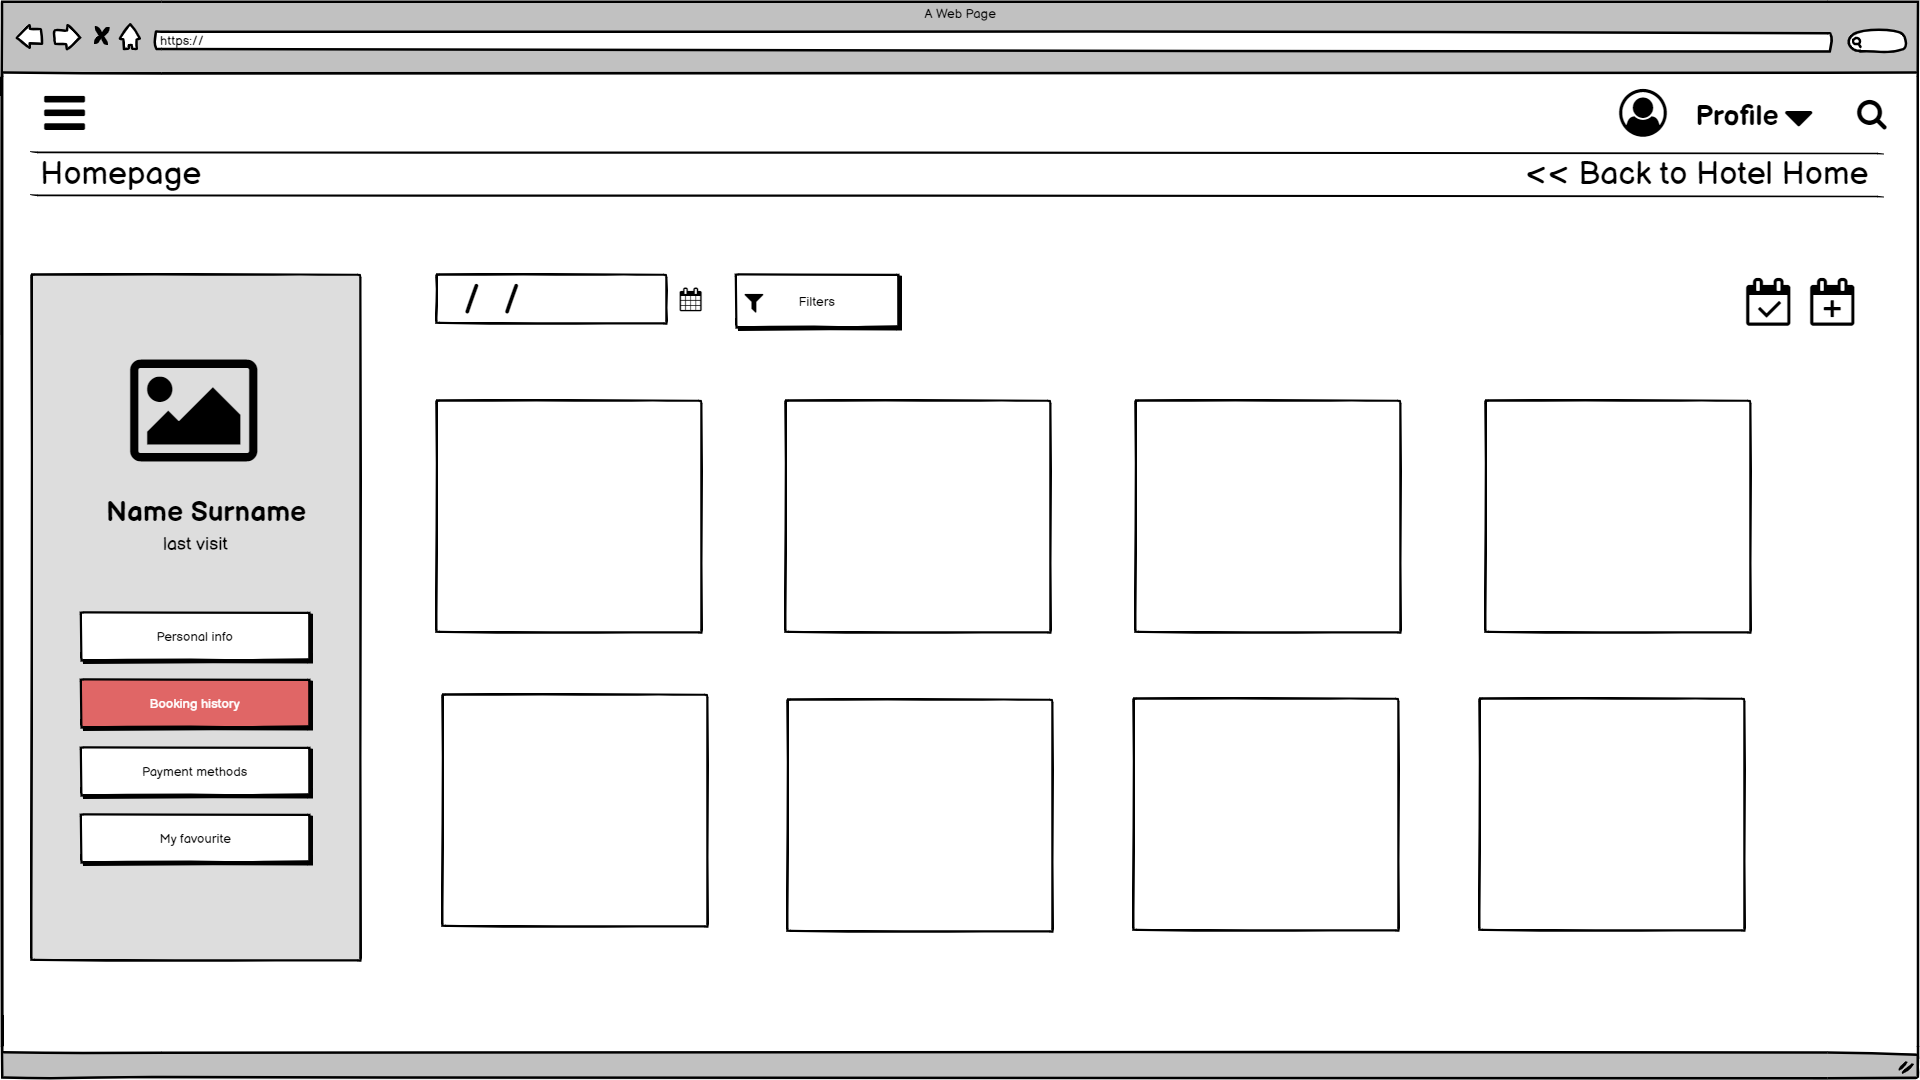 A Web Page
https://
Profile
Homepage
<< Back to Hotel Home
/ /
Filters
Name Surname
last visit
Personal info
Booking history
Payment methods
My favourite